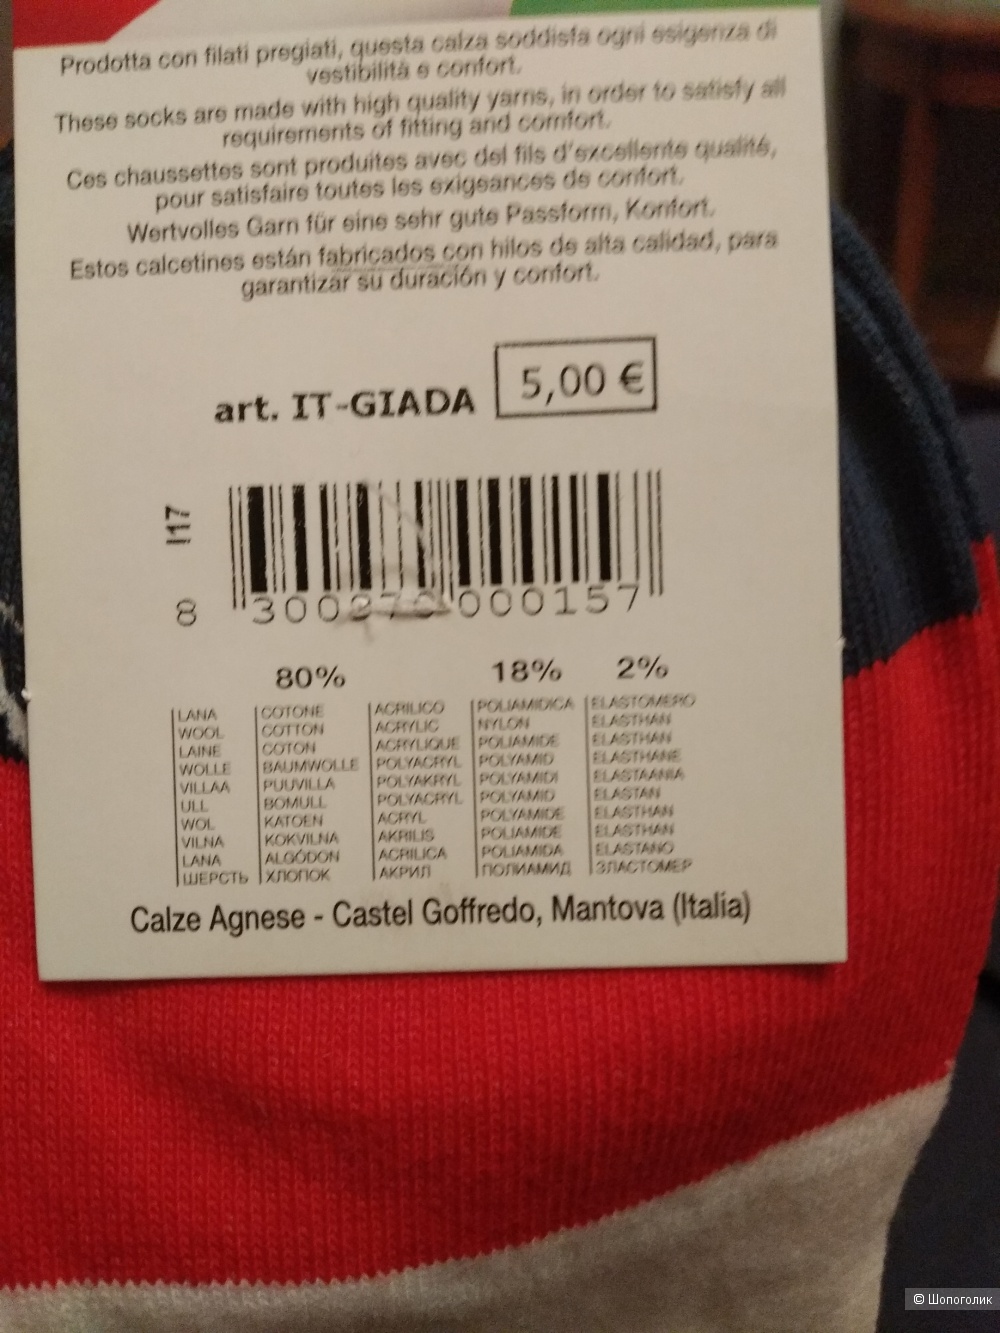 Prodotta con filati pregiati, questa calza soddisfa ogni esigenza di
vestibilità e confort.
These socks are made with high quality yarns, in order to satisfy all
requirements of fitting and comfort.
Ces chaussettes sont produites avec del fils d'excellente qualité,
pour satisfaire toutes les exigeances de confort.
Wertvolles Garn für eine sehr gute Passform, Konfort.
Estos calcetines están fabricados con hilos de alta calidad, para
garantizar su duración y confort.
art. IT-GIADA 5,00 €
I17
8 300270 000157
80% 18% 2%
LANA COTONE ACRILICO POLIAMIDICA ELASTOMERO
WOOL COTTON ACRYLIC NYLON ELASTHAN
LAINE COTON ACRYLIQUE POLIAMIDE ELASTHAN
WOLLE BAUMWOLLE POLYACRYL POLYAMID ELASTHANE
VILLAA PUUVILLA POLYAKRYL POLYAMIDI ELASTAANIA
ULL BOMULL POLYACRYL POLYAMID ELASTAN
WOL KATOEN ACRYL POLYAMIDE ELASTHAN
VILNA KOKVILNA AKRILIS POLIAMIDE ELASTHAN
LANA ALGÓDON ACRILICA POLIAMIDA ELASTANO
ШЕРСТЬ ХЛОПОК АКРИЛ ПОЛИАМИД ЗЛАСТОМЕР
Calze Agnese - Castel Goffredo, Mantova (Italia)
© Шопоголик